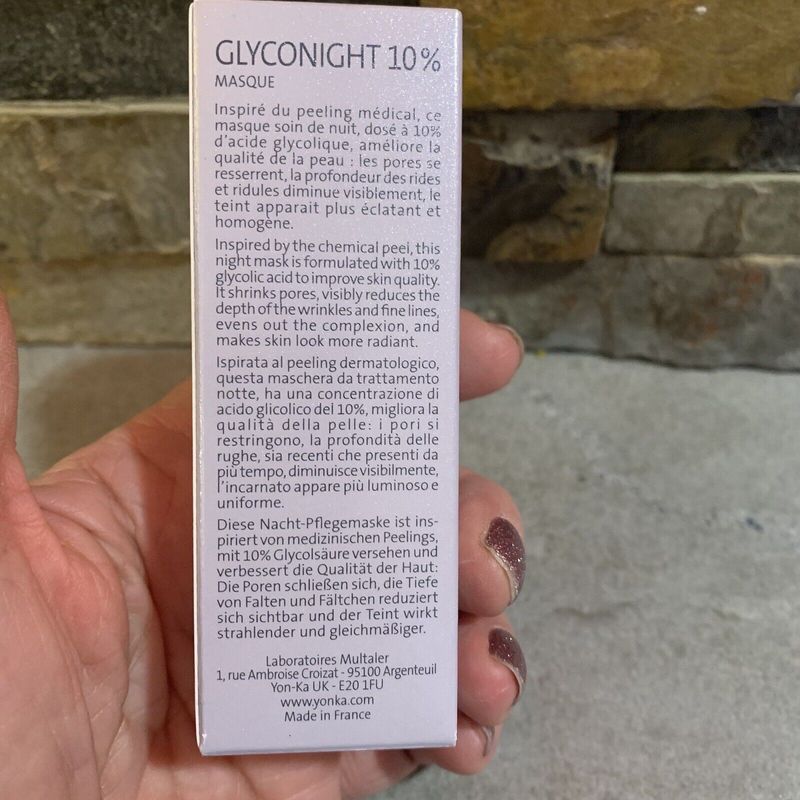 GLYCONIGHT 10%
MASQUE
Inspiré du peeling médical, ce
masque soin de nuit, dosé à 10%
d'acide glycolique, améliore la
qualité de la peau : les pores se
resserrent, la profondeur des rides
et ridules diminue visiblement, le
teint apparait plus éclatant et
homogène.
Inspired by the chemical peel, this
night mask is formulated with 10%
glycolic acid to improve skin quality.
It shrinks pores, visibly reduces the
depth of the wrinkles and fine lines,
evens out the complexion, and
makes skin look more radiant.
Ispirata al peeling dermatologico,
questa maschera da trattamento
notte, ha una concentrazione di
acido glicolico del 10%, migliora la
qualità della pelle: i pori si
restringono, la profondità delle
rughe, sia recenti che presenti da
più tempo, diminuisce visibilmente,
l'incarnato appare più luminoso e
uniforme.
Diese Nacht-Pflegemaske ist ins-
piriert von medizinischen Peelings,
mit 10% Glycolsäure versehen und
verbessert die Qualität der Haut:
Die Poren schließen sich, die Tiefe
von Falten und Fältchen reduziert
sich sichtbar und der Teint wirkt
strahlender und gleichmäßiger.
Laboratoires Multaler
1, rue Ambroise Croizat - 95100 Argenteuil
Yon-Ka UK - E20 1FU
www.yonka.com
Made in France